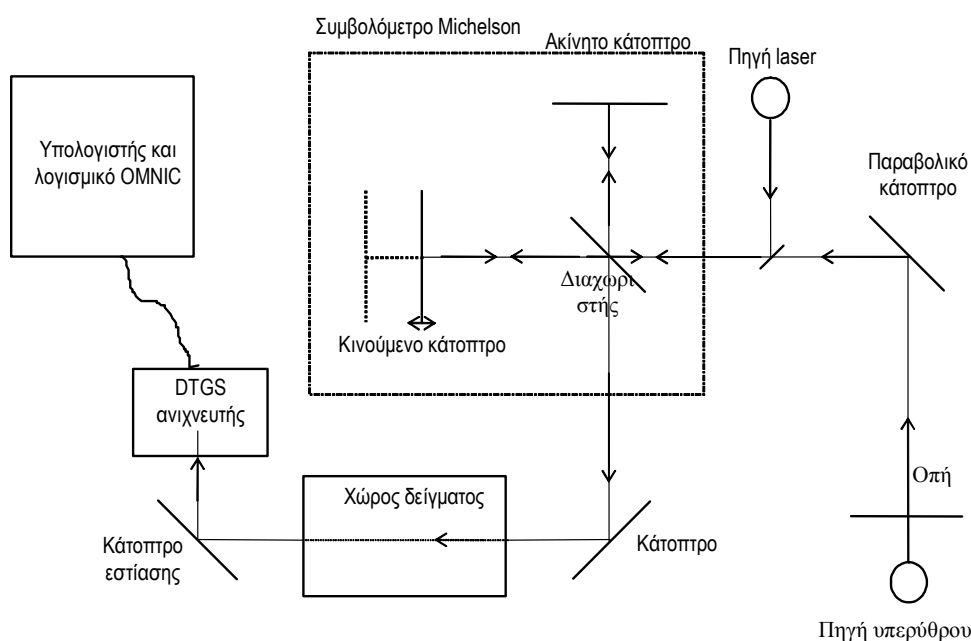 Συμβολόμετρο Michelson
Ακίνητο κάτοπτρο
Πηγή laser
Υπολογιστής και
λογισμικό OMNIC
Παραβολικό
κάτοπτρο
Διαχωρι
στής
Κινούμενο κάτοπτρο
DTGS
ανιχνευτής
Οπή
Χώρος δείγματος
Κάτοπτρο
εστίασης
Κάτοπτρο
Πηγή υπερύθρου